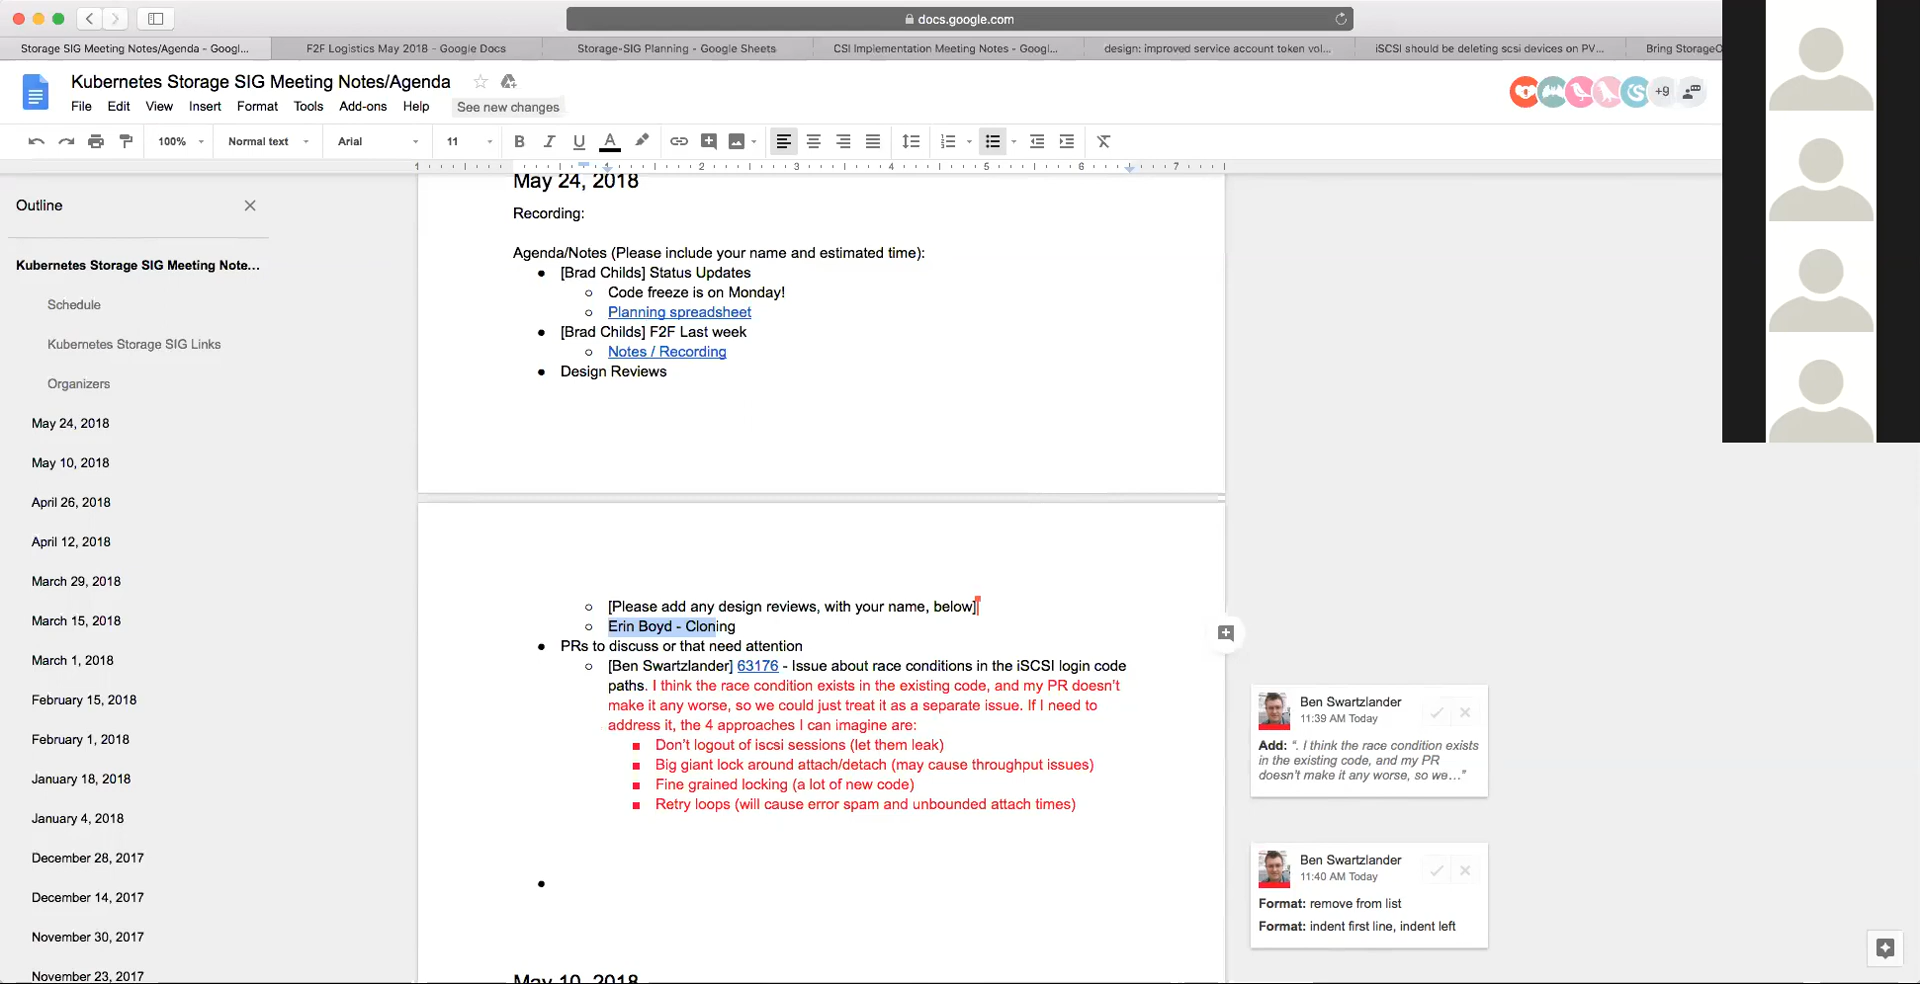 docs.google.com
Storage SIG Meeting Notes/Agenda - Googl...
F2F Logistics May 2018 - Google Docs
Storage-SIG Planning - Google Sheets
CSI Implementation Meeting Notes - Googl...
design: improved service account token vol...
iSCSI should be deleting scsi devices on PV...
Bring StorageO
Kubernetes Storage SIG Meeting Notes/Agenda
File Edit View Insert Format Tools Add-ons Help See new changes
+9
100% Normal text Arial 11
1 1 2 3 4 5 6 7
Outline
Kubernetes Storage SIG Meeting Note...
Schedule
Kubernetes Storage SIG Links
Organizers
May 24, 2018
May 10, 2018
April 26, 2018
April 12, 2018
March 29, 2018
March 15, 2018
March 1, 2018
February 15, 2018
February 1, 2018
January 18, 2018
January 4, 2018
December 28, 2017
December 14, 2017
November 30, 2017
November 23, 2017
May 24, 2018
Recording:
Agenda/Notes (Please include your name and estimated time):
● [Brad Childs] Status Updates
○ Code freeze is on Monday!
○ Planning spreadsheet
● [Brad Childs] F2F Last week
○ Notes / Recording
● Design Reviews
○ [Please add any design reviews, with your name, below]
○ Erin Boyd - Cloning
● PRs to discuss or that need attention
○ [Ben Swartzlander] 63176 - Issue about race conditions in the iSCSI login code
paths. I think the race condition exists in the existing code, and my PR doesn't
make it any worse, so we could just treat it as a separate issue. If I need to
address it, the 4 approaches I can imagine are:
■ Don't logout of iscsi sessions (let them leak)
■ Big giant lock around attach/detach (may cause throughput issues)
■ Fine grained locking (a lot of new code)
■ Retry loops (will cause error spam and unbounded attach times)
●
May 10, 2018
Ben Swartzlander
11:39 AM Today
Add: ". I think the race condition exists
in the existing code, and my PR
doesn't make it any worse, so we..."
Ben Swartzlander
11:40 AM Today
Format: remove from list
Format: indent first line, indent left